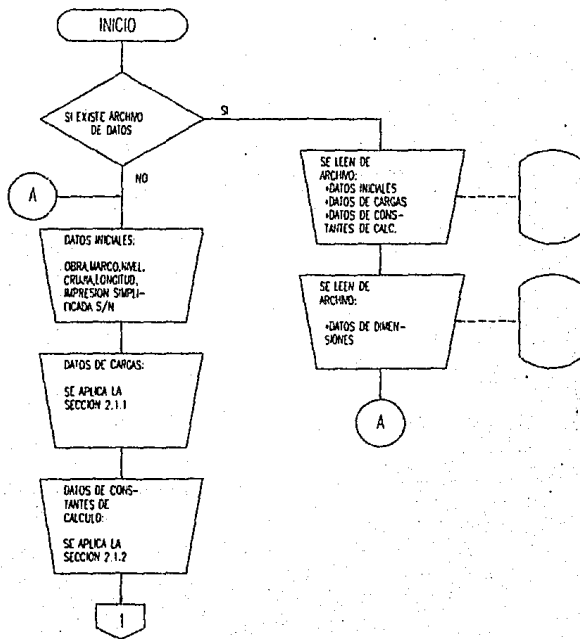 INICIO
SI EXISTE ARCHIVO
DE DATOS
SI
NO
A
DATOS INICIALES:
OBRA,MARCO,NIVEL,
CRUJIA,LONGITUD,
IMPRESION SIMPLI-
FICADA S/N
DATOS DE CARGAS:
SE APLICA LA
SECCION 2.1.1
DATOS DE CONS-
TANTES DE
CALCULO:
SE APLICA LA
SECCION 2.1.2
1
SE LEEN DE
ARCHIVO:
•DATOS INICIALES
•DATOS DE CARGAS
•DATOS DE CONS-
TANTES DE CALC.
SE LEEN DE
ARCHIVO:
•DATOS DE DIMEN-
SIONES
A